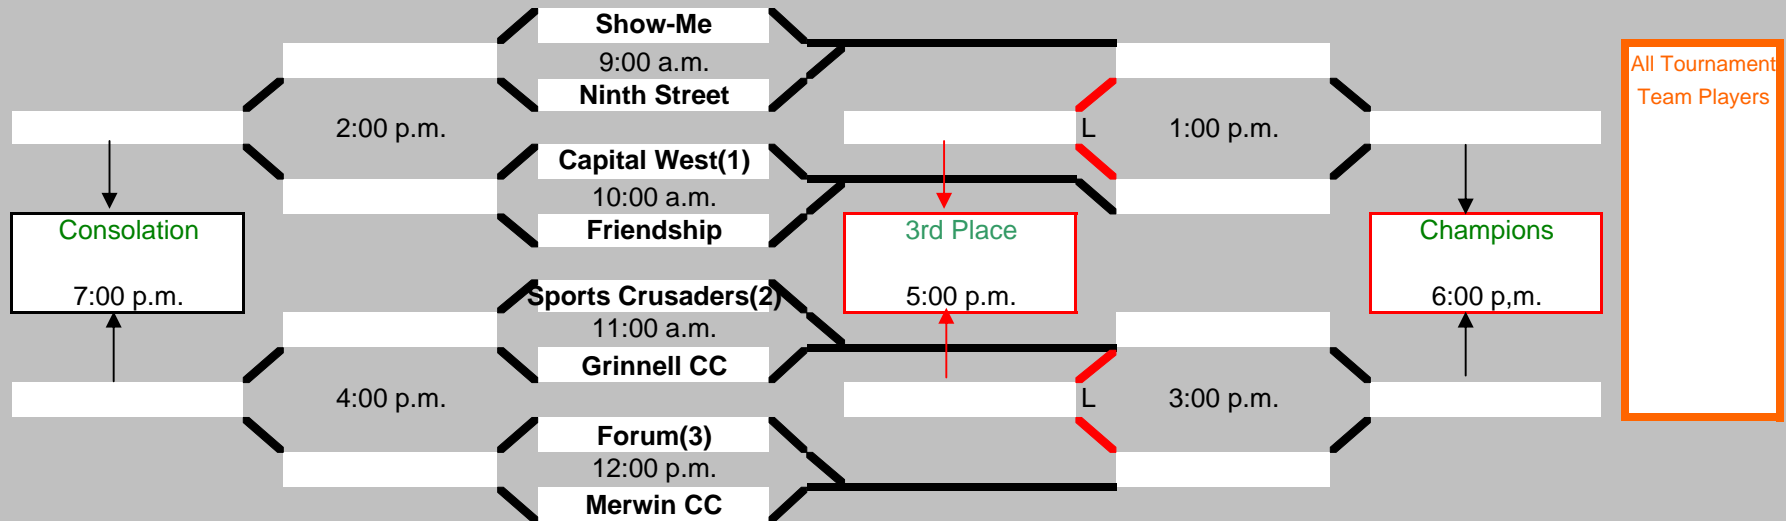 Show-Me
9:00 a.m.
All Tournament
Ninth Street
Team Players
2:00 p.m.
L
1:00 p.m.
Capital West(1)
10:00 a.m.
Consolation
Friendship
3rd Place
Champions
7:00 p.m.
Sports Crusaders(2)
5:00 p.m.
6:00 p,m.
11:00 a.m.
Grinnell CC
4:00 p.m.
L
3:00 p.m.
Forum(3)
12:00 p.m.
Merwin CC